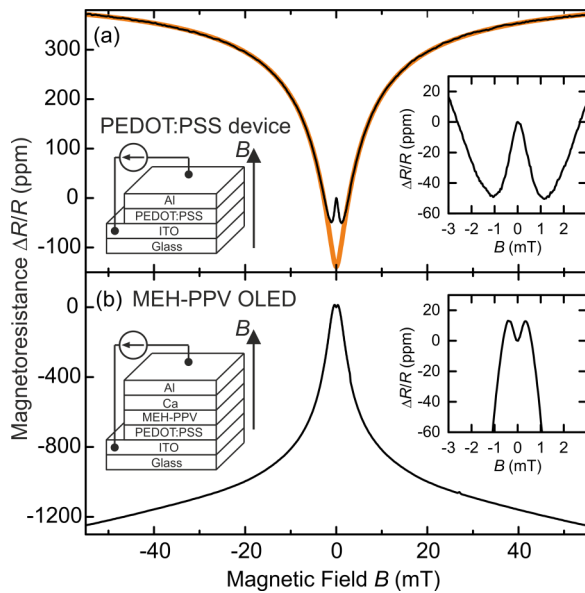 Magnetoresistance ΔR/R (ppm)
(a)
300
200
100
0
-100
PEDOT:PSS device
B
Al
PEDOT:PSS
ITO
Glass
ΔR/R (ppm)
20
0
-20
-40
-60
-3 -2 -1 0 1 2 3
B (mT)
(b) MEH-PPV OLED
0
-400
-800
-1200
B
Al
Ca
MEH-PPV
PEDOT:PSS
ITO
Glass
ΔR/R (ppm)
20
0
-20
-40
-60
-3 -2 -1 0 1 2 3
B (mT)
-40 -20 0 20 40
Magnetic Field B (mT)